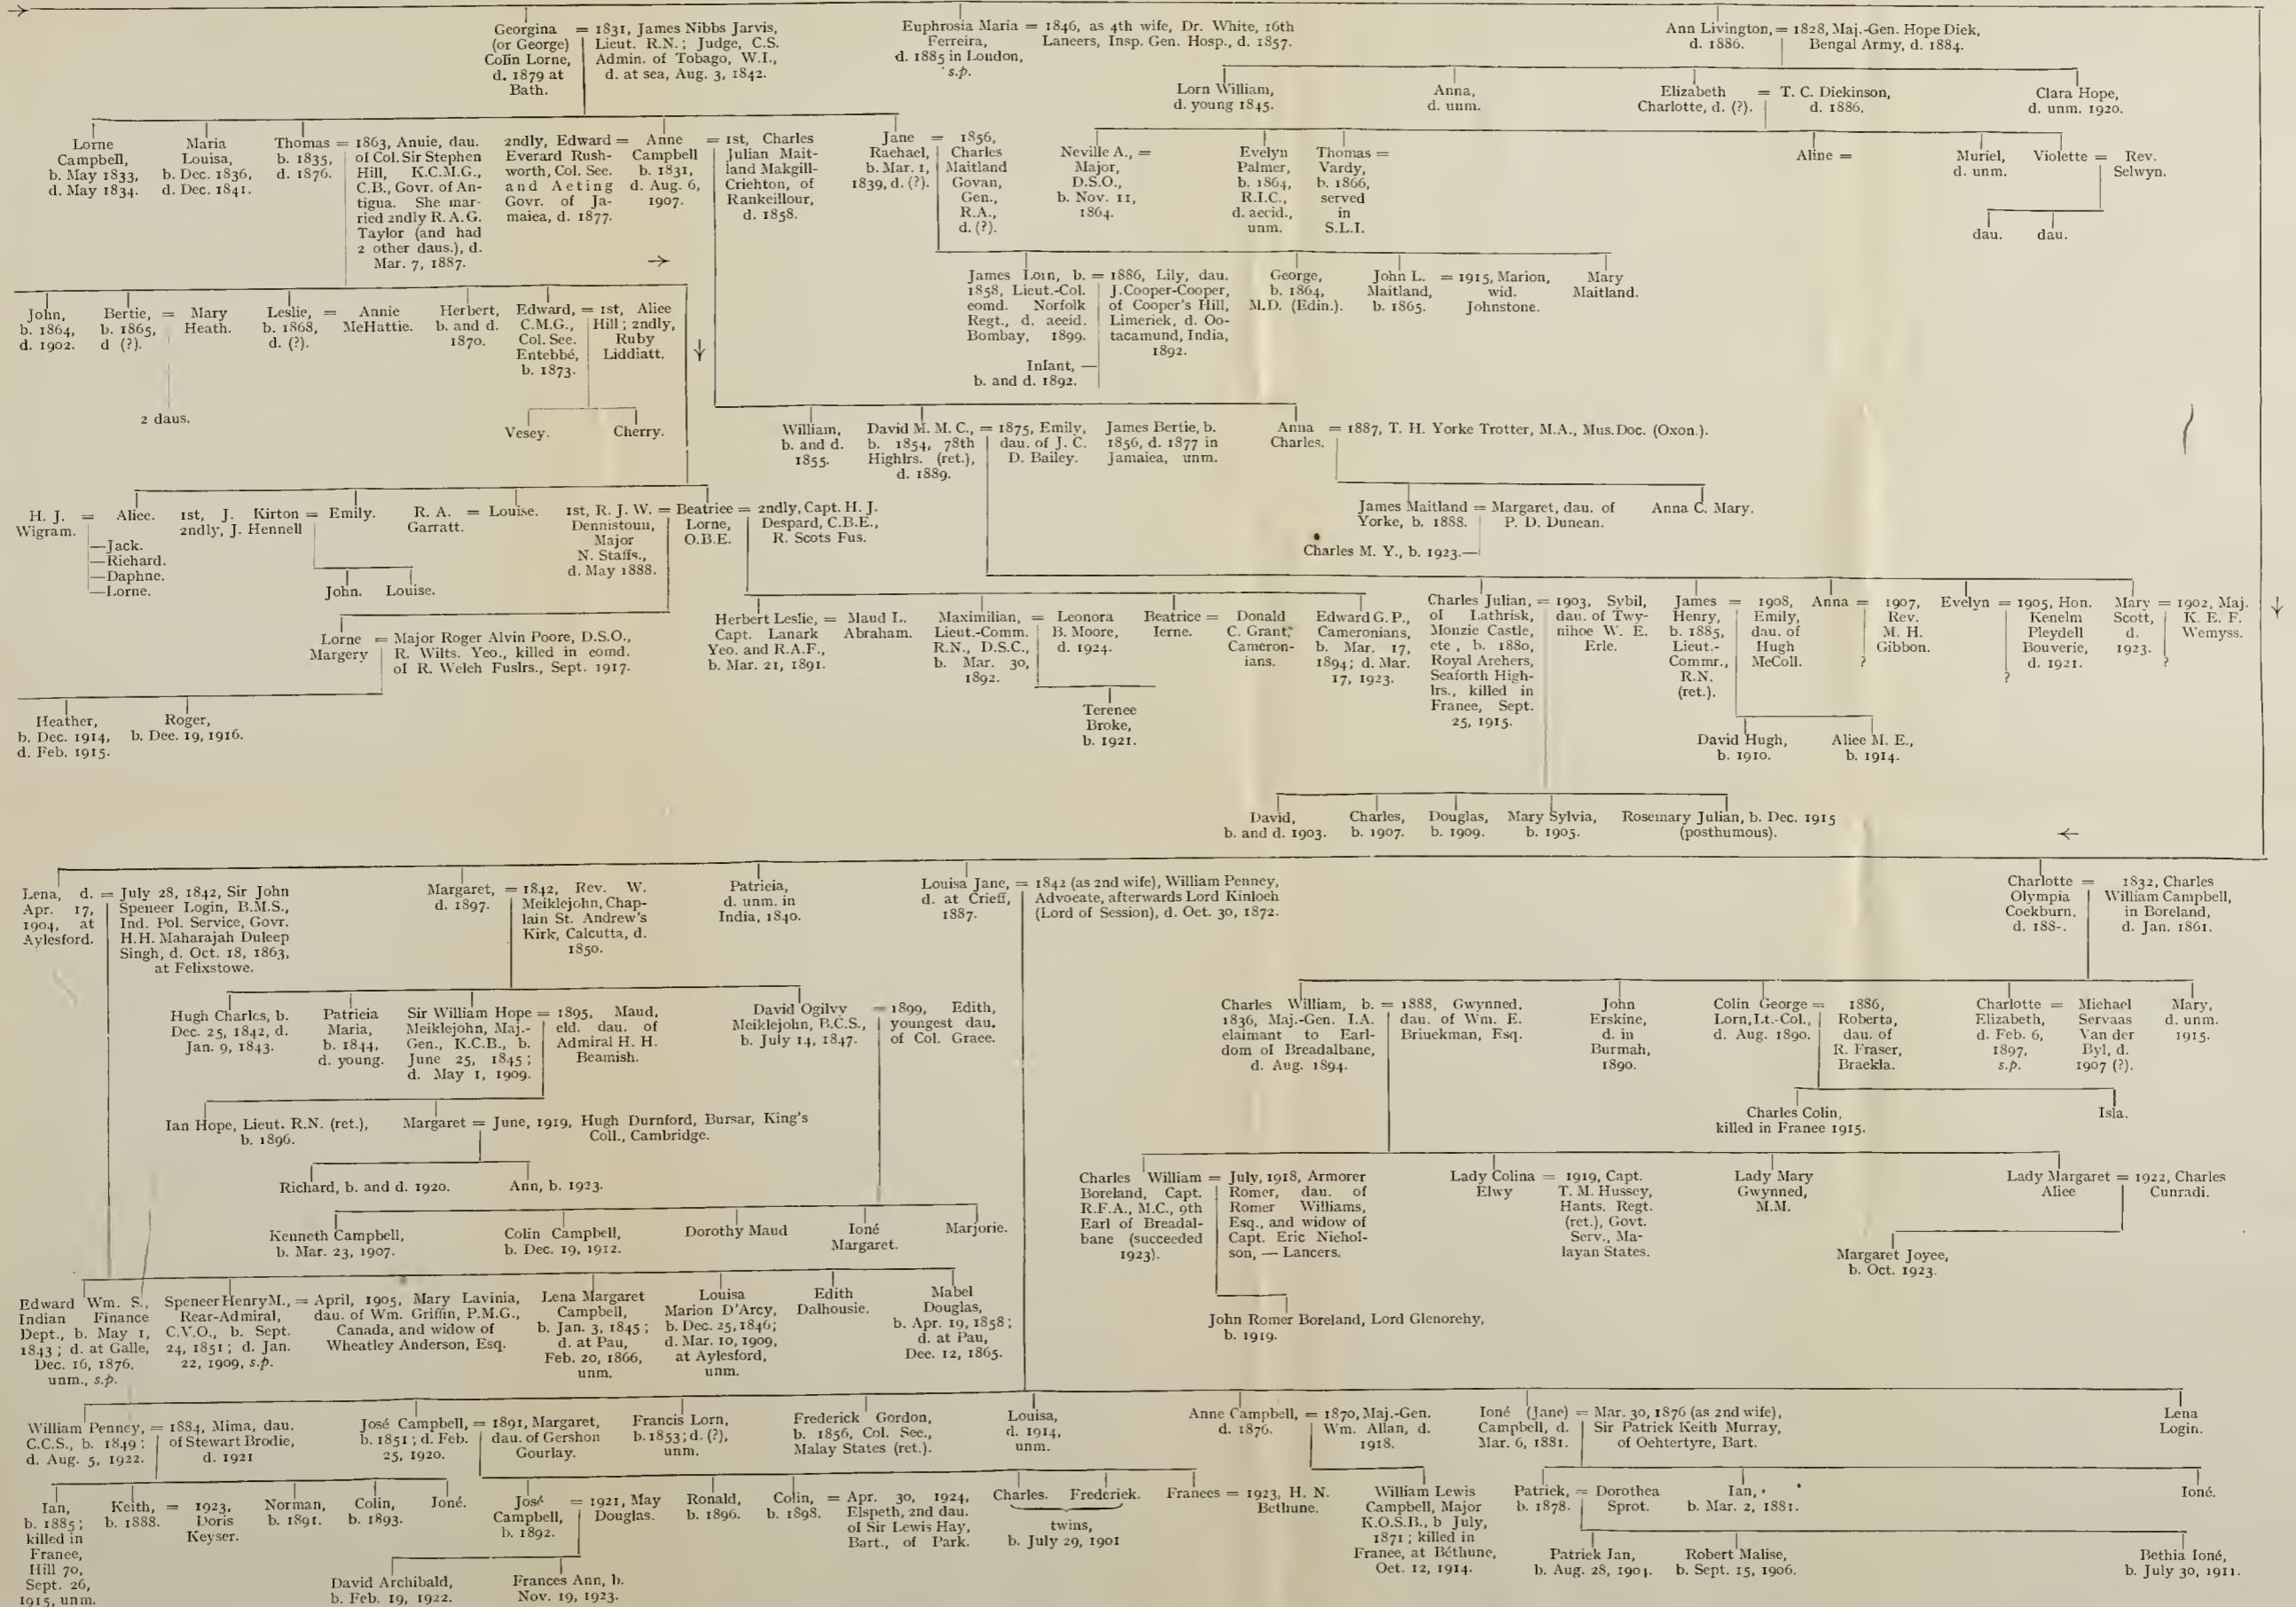 Georgina
(or George)
Colin Lorne,
d. 1879 at
Bath.
= 1831, James Nibbs Jarvis,
Lieut. R.N.; Judge, C.S.
Admin. of Tobago, W.I.,
d. at sea, Aug. 3, 1842.
Euphrosia Maria
Ferreira,
d. 1885 in London,
s.p.
= 1846, as 4th wife, Dr. White, 16th
Lancers, Insp. Gen. Hosp., d. 1857.
Ann Livington,
d. 1886.
= 1828, Maj.-Gen. Hope Dick,
Bengal Army, d. 1884.
Lorn William,
d. young 1845.
Anna,
d. unm.
Elizabeth
Charlotte, d. (?).
= T. C. Dickinson,
d. 1886.
Clara Hope,
d. unm. 1920.
Lorne
Campbell,
b. May 1833,
d. May 1834.
Maria
Louisa,
b. Dec. 1836,
d. Dec. 1841.
Thomas
b. 1835,
d. 1876.
= 1863, Annie, dau.
of Col. Sir Stephen
Hill, K.C.M.G.,
C.B., Govr. of An-
tigua. She mar-
ried 2ndly R. A. G.
Taylor (and had
2 other daus.), d.
Mar. 7, 1887.
2ndly, Edward =
Everard Rush-
worth, Col. Sec.
and Acting
Govr. of Ja-
maica, d. 1877.
Anne
Campbell
b. 1831,
d. Aug. 6,
1907.
= 1st, Charles
Julian Mait-
land Makgill-
Crichton, of
Rankeillour,
d. 1858.
Jane
Rachael,
b. Mar. 1,
1839, d. (?).
= 1856,
Charles
Maitland
Govan,
Gen.,
R.A.,
d. (?).
Neville A., =
Major,
D.S.O.,
b. Nov. 11,
1864.
Evelyn
Palmer,
b. 1864,
R.I.C.,
d. accid.,
unm.
Thomas =
Vardy,
b. 1866,
served
in
S.L.I.
Aline =
Muriel,
d. unm.
Violette = Rev.
Selwyn.
dau. dau.
John,
b. 1864,
d. 1902.
Bertie,
b. 1865,
d (?).
= Mary
Heath.
2 daus.
Leslie,
b. 1868,
d. (?).
= Annie
McHattie.
Herbert,
b. and d.
1870.
Edward,
C.M.G.,
Col. Sec.
Entebbé,
b. 1873.
= 1st, Alice
Hill; 2ndly,
Ruby
Liddiatt.
Vesey. Cherry.
James Lorn, b.
1858, Lieut.-Col.
comd. Norfolk
Regt., d. accid.
Bombay, 1899.
= 1886, Lily, dau.
J. Cooper-Cooper,
of Cooper's Hill,
Limerick, d. Oo-
tacamund, India,
1892.
Infant,
b. and d. 1892.
George,
b. 1864,
M.D. (Edin.).
John L.
Maitland,
b. 1865.
= 1915, Marion,
wid.
Johnstone.
Mary
Maitland.
William,
b. and d.
1855.
David M. M. C.,
b. 1854, 78th
Highlrs. (ret.),
d. 1889.
= 1875, Emily,
dau. of J. C.
D. Bailey.
James Bertie, b.
1856, d. 1877 in
Jamaica, unm.
Anna
Charles.
= 1887, T. H. Yorke Trotter, M.A., Mus.Doc. (Oxon.).
James Maitland
Yorke, b. 1888.
= Margaret, dau. of
P. D. Duncan.
Anna C. Mary.
Charles M. Y., b. 1923.
H. J.
Wigram.
= Alice.
—Jack.
—Richard.
—Daphne.
—Lorne.
1st, J. Kirton
2ndly, J. Hennell
= Emily.
John. Louise.
R. A.
Garratt.
= Louise.
1st, R. J. W.
Dennistoun,
Major
N. Staffs.,
d. May 1888.
= Beatrice
Lorne,
O.B.E.
= 2ndly, Capt. H. J.
Despard, C.B.E.,
R. Scots Fus.
Lorne
Margery
= Major Roger Alvin Poore, D.S.O.,
R. Wilts. Yeo., killed in comd.
of R. Welch Fuslrs., Sept. 1917.
Heather,
b. Dec. 1914,
d. Feb. 1915.
Roger,
b. Dec. 19, 1916.
Herbert Leslie,
Capt. Lanark
Yeo. and R.A.F.,
b. Mar. 21, 1891.
= Maud L.
Abraham.
Maximilian,
Lieut.-Comm.
R.N., D.S.C.,
b. Mar. 30,
1892.
= Leonora
B. Moore,
d. 1924.
Terence
Broke,
b. 1921.
Beatrice
Ierne.
= Donald
C. Grant,
Cameron-
ians.
Edward G. P.,
Cameronians,
b. Mar. 17,
1894; d. Mar.
17, 1923.
Charles Julian,
of Lathrisk,
Monzie Castle,
etc., b. 1880,
Royal Archers,
Seaforth High-
lrs., killed in
France, Sept.
25, 1915.
= 1903, Sybil,
dau. of Twy-
nihoe W. E.
Erle.
James
Henry,
b. 1885,
Lieut.-
Commr.,
R.N.
(ret.).
= 1908,
Emily,
dau. of
Hugh
McColl.
Anna = 1907,
Rev.
M. H.
Gibbon.
?
Evelyn = 1905, Hon.
Kenelm
Pleydell
Bouverie,
d. 1921.
?
Mary
Scott,
d.
1923.
= 1902, Maj.
K. E. F.
Wemyss.
?
David Hugh,
b. 1910.
Alice M. E.,
b. 1914.
David,
b. and d. 1903.
Charles,
b. 1907.
Douglas,
b. 1909.
Mary Sylvia,
b. 1905.
Rosemary Julian, b. Dec. 1915
(posthumous).
Lena, d.
Apr. 17,
1904, at
Aylesford.
= July 28, 1842, Sir John
Spencer Login, B.M.S.,
Ind. Pol. Service, Govr.
H.H. Maharajah Duleep
Singh, d. Oct. 18, 1863,
at Felixstowe.
Margaret,
d. 1897.
= 1842, Rev. W.
Meiklejohn, Chap-
lain St. Andrew's
Kirk, Calcutta, d.
1850.
Patricia,
d. unm. in
India, 1840.
Louisa Jane,
d. at Crieff,
1887.
= 1842 (as 2nd wife), William Penney,
Advocate, afterwards Lord Kinloch
(Lord of Session), d. Oct. 30, 1872.
Charlotte
Olympia
Cockburn,
d. 188-.
= 1832, Charles
William Campbell,
in Boreland,
d. Jan. 1861.
Hugh Charles, b.
Dec. 25, 1842, d.
Jan. 9, 1843.
Patricia
Maria,
b. 1844,
d. young.
Sir William Hope
Meiklejohn, Maj.-
Gen., K.C.B., b.
June 25, 1845;
d. May 1, 1909.
= 1895, Maud,
eld. dau. of
Admiral H. H.
Beamish.
David Ogilvy
Meiklejohn, B.C.S.,
b. July 14, 1847.
= 1899, Edith,
youngest dau.
of Col. Grace.
Charles William, b.
1836, Maj.-Gen. I.A.
claimant to Earl-
dom of Breadalbane,
d. Aug. 1894.
= 1888, Gwynned,
dau. of Wm. E.
Briuckman, Esq.
John
Erskine,
d. in
Burmah,
1890.
Colin George
Lorn, Lt.-Col.,
d. Aug. 1890.
= 1886,
Roberta,
dau. of
R. Fraser,
Brackla.
Charlotte
Elizabeth,
d. Feb. 6,
1897,
s.p.
= Michael
Servaas
Van der
Byl, d.
1907 (?).
Mary,
d. unm.
1915.
Ian Hope, Lieut. R.N. (ret.),
b. 1896.
Margaret = June, 1919, Hugh Durnford, Bursar, King's
Coll., Cambridge.
Charles Colin,
killed in France 1915.
Isla.
Richard, b. and d. 1920.
Ann, b. 1923.
Charles William
Boreland, Capt.
R.F.A., M.C., 9th
Earl of Breadal-
bane (succeeded
1923).
= July, 1918, Armorer
Romer, dau. of
Romer Williams,
Esq., and widow of
Capt. Eric Nichol-
son, — Lancers.
Lady Colina
Elwy
= 1919, Capt.
T. M. Hussey,
Hants. Regt.
(ret.), Govt.
Serv., Ma-
layan States.
Lady Mary
Gwynned,
M.M.
Lady Margaret
Alice
= 1922, Charles
Cunradi.
Margaret Joyce,
b. Oct. 1923.
Kenneth Campbell,
b. Mar. 23, 1907.
Colin Campbell,
b. Dec. 19, 1912.
Dorothy Maud
Ioné
Margaret.
Marjorie.
John Romer Boreland, Lord Glenorchy,
b. 1919.
Edward Wm. S.,
Indian Finance
Dept., b. May 1,
1843; d. at Galle,
Dec. 16, 1876,
unm., s.p.
Spencer Henry M.,
Rear-Admiral,
C.V.O., b. Sept.
24, 1851; d. Jan.
22, 1909, s.p.
= April, 1905, Mary Lavinia,
dau. of Wm. Griffin, P.M.G.,
Canada, and widow of
Wheatley Anderson, Esq.
Lena Margaret
Campbell,
b. Jan. 3, 1845;
d. at Pau,
Feb. 20, 1866,
unm.
Louisa
Marion D'Arcy,
b. Dec. 25, 1846;
d. Mar. 10, 1909,
at Aylesford,
unm.
Edith
Dalhousie.
Mabel
Douglas,
b. Apr. 19, 1858;
d. at Pau,
Dec. 12, 1865.
William Penney,
C.C.S., b. 1849;
d. Aug. 5, 1922.
= 1884, Mima, dau.
of Stewart Brodie,
d. 1921
José Campbell,
b. 1851; d. Feb.
25, 1920.
= 1891, Margaret,
dau. of Gershon
Gourlay.
Francis Lorn,
b. 1853; d. (?),
unm.
Frederick Gordon,
b. 1856, Col. Sec.,
Malay States (ret.).
Louisa,
d. 1914,
unm.
Anne Campbell,
d. 1876.
= 1870, Maj.-Gen.
Wm. Allan, d.
1918.
Ioné (Jane)
Campbell, d.
Mar. 6, 1881.
= Mar. 30, 1876 (as 2nd wife),
Sir Patrick Keith Murray,
of Ochtertyre, Bart.
Lena
Login.
Ian,
b. 1885;
killed in
France,
Hill 70,
Sept. 26,
1915, unm.
Keith,
b. 1888.
= 1923,
Doris
Keyser.
Norman,
b. 1891.
Colin,
b. 1893.
Ioné.
José
Campbell,
b. 1892.
= 1921, May
Douglas.
Ronald,
b. 1896.
Colin,
b. 1898.
= Apr. 30, 1924,
Elspeth, 2nd dau.
of Sir Lewis Hay,
Bart., of Park.
Charles. Frederick.
twins,
b. July 29, 1901
Frances = 1923, H. N.
Bethune.
William Lewis
Campbell, Major
K.O.S.B., b July,
1871; killed in
France, at Béthune,
Oct. 12, 1914.
Patrick,
b. 1878.
= Dorothea
Sprot.
Ian,
b. Mar. 2, 1881.
Ioné.
David Archibald,
b. Feb. 19, 1922.
Frances Ann, b.
Nov. 19, 1923.
Patrick Ian,
b. Aug. 28, 1904.
Robert Malise,
b. Sept. 15, 1906.
Bethia Ioné,
b. July 30, 1911.